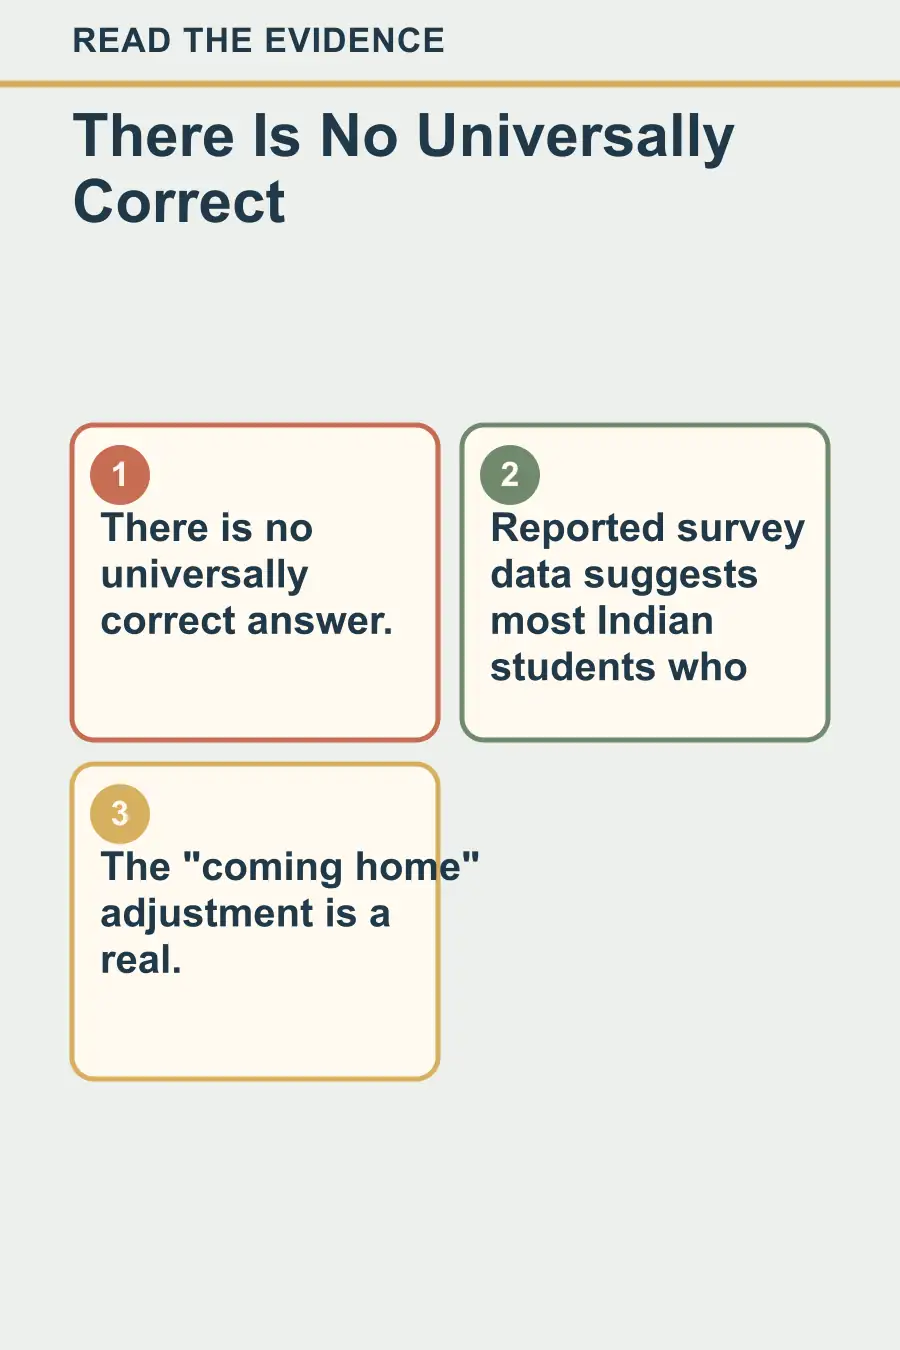 READ THE EVIDENCE
There Is No Universally
Correct
1
There is no
universally
correct answer.
2
Reported survey
data suggests
most Indian
students who
3
The "coming home"
adjustment is a
real.